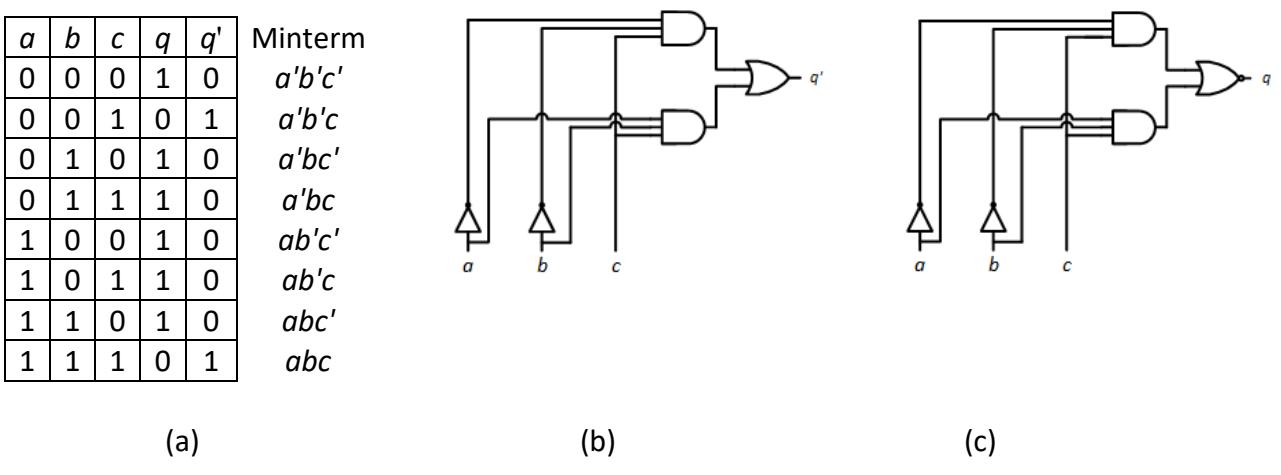 a b c q q' Minterm
0 0 0 1 0 a'b'c'
0 0 1 0 1 a'b'c
0 1 0 1 0 a'bc'
0 1 1 1 0 a'bc
1 0 0 1 0 ab'c'
1 0 1 1 0 ab'c
1 1 0 1 0 abc'
1 1 1 0 1 abc
(a)
q'
a b c
(b)
q
a b c
(c)